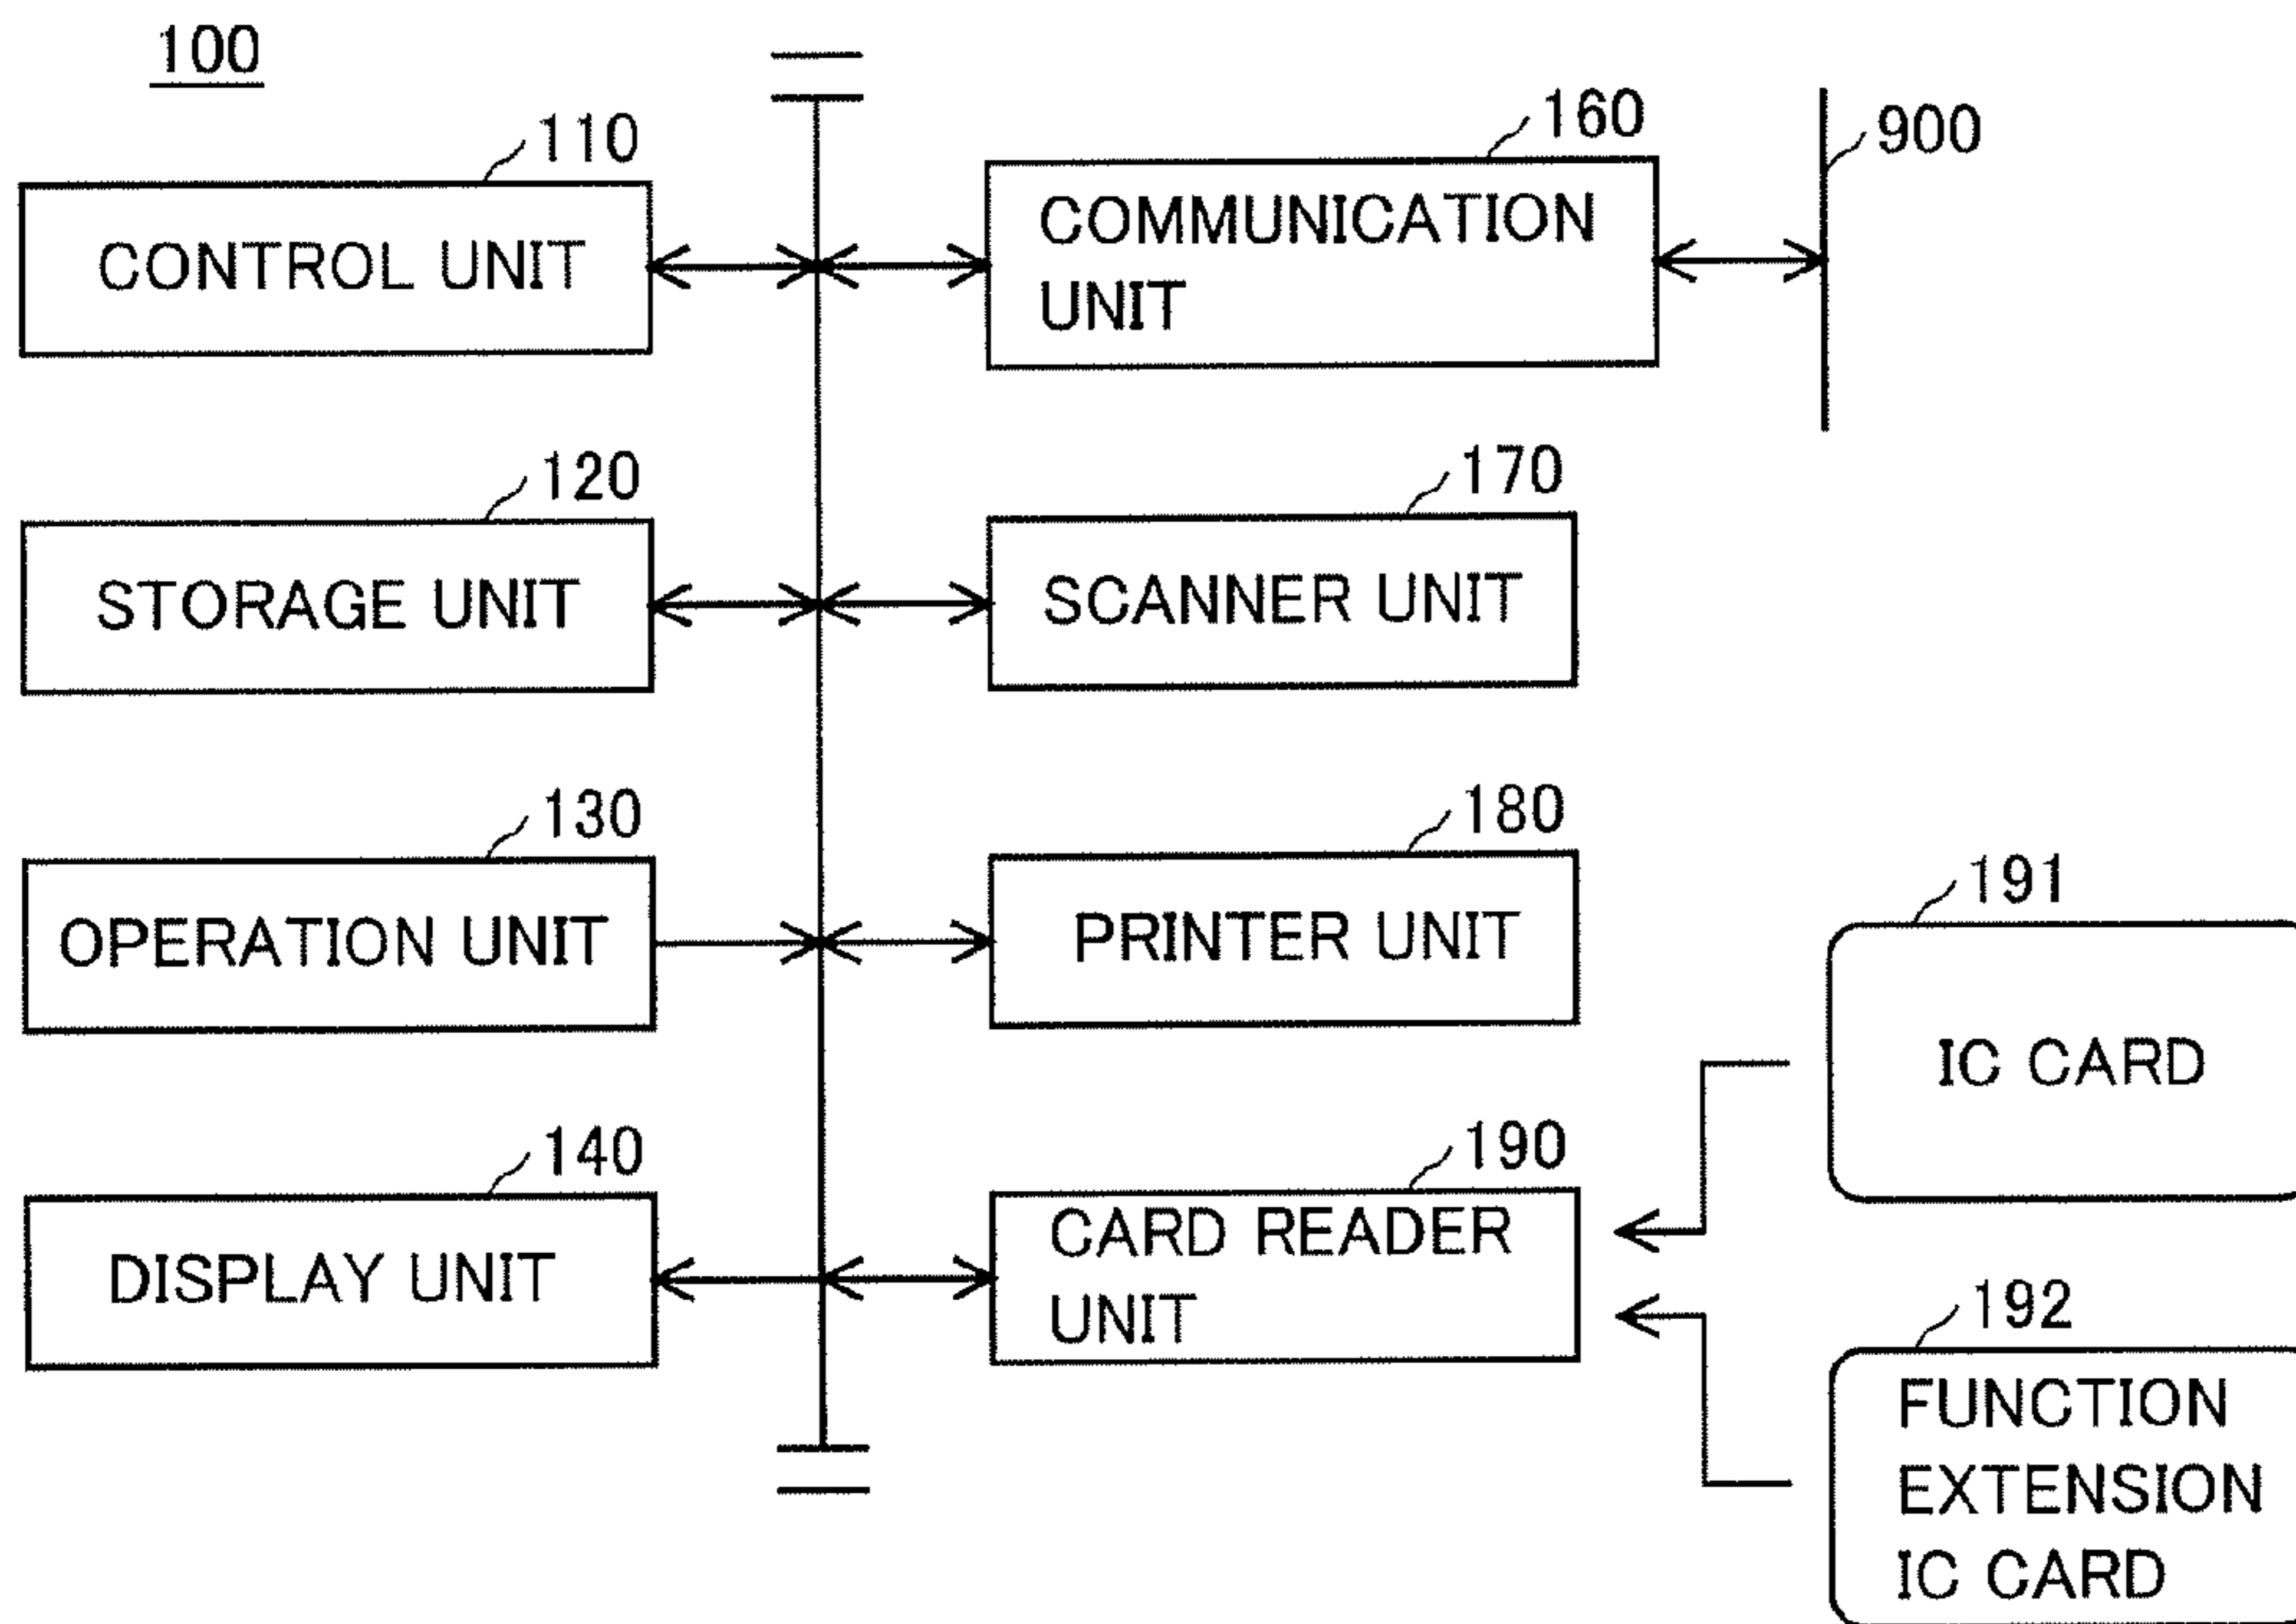 100
110
CONTROL UNIT
160
COMMUNICATION
UNIT
900
120
STORAGE UNIT
170
SCANNER UNIT
130
OPERATION UNIT
180
PRINTER UNIT
191
IC CARD
140
DISPLAY UNIT
190
CARD READER
UNIT
192
FUNCTION
EXTENSION
IC CARD